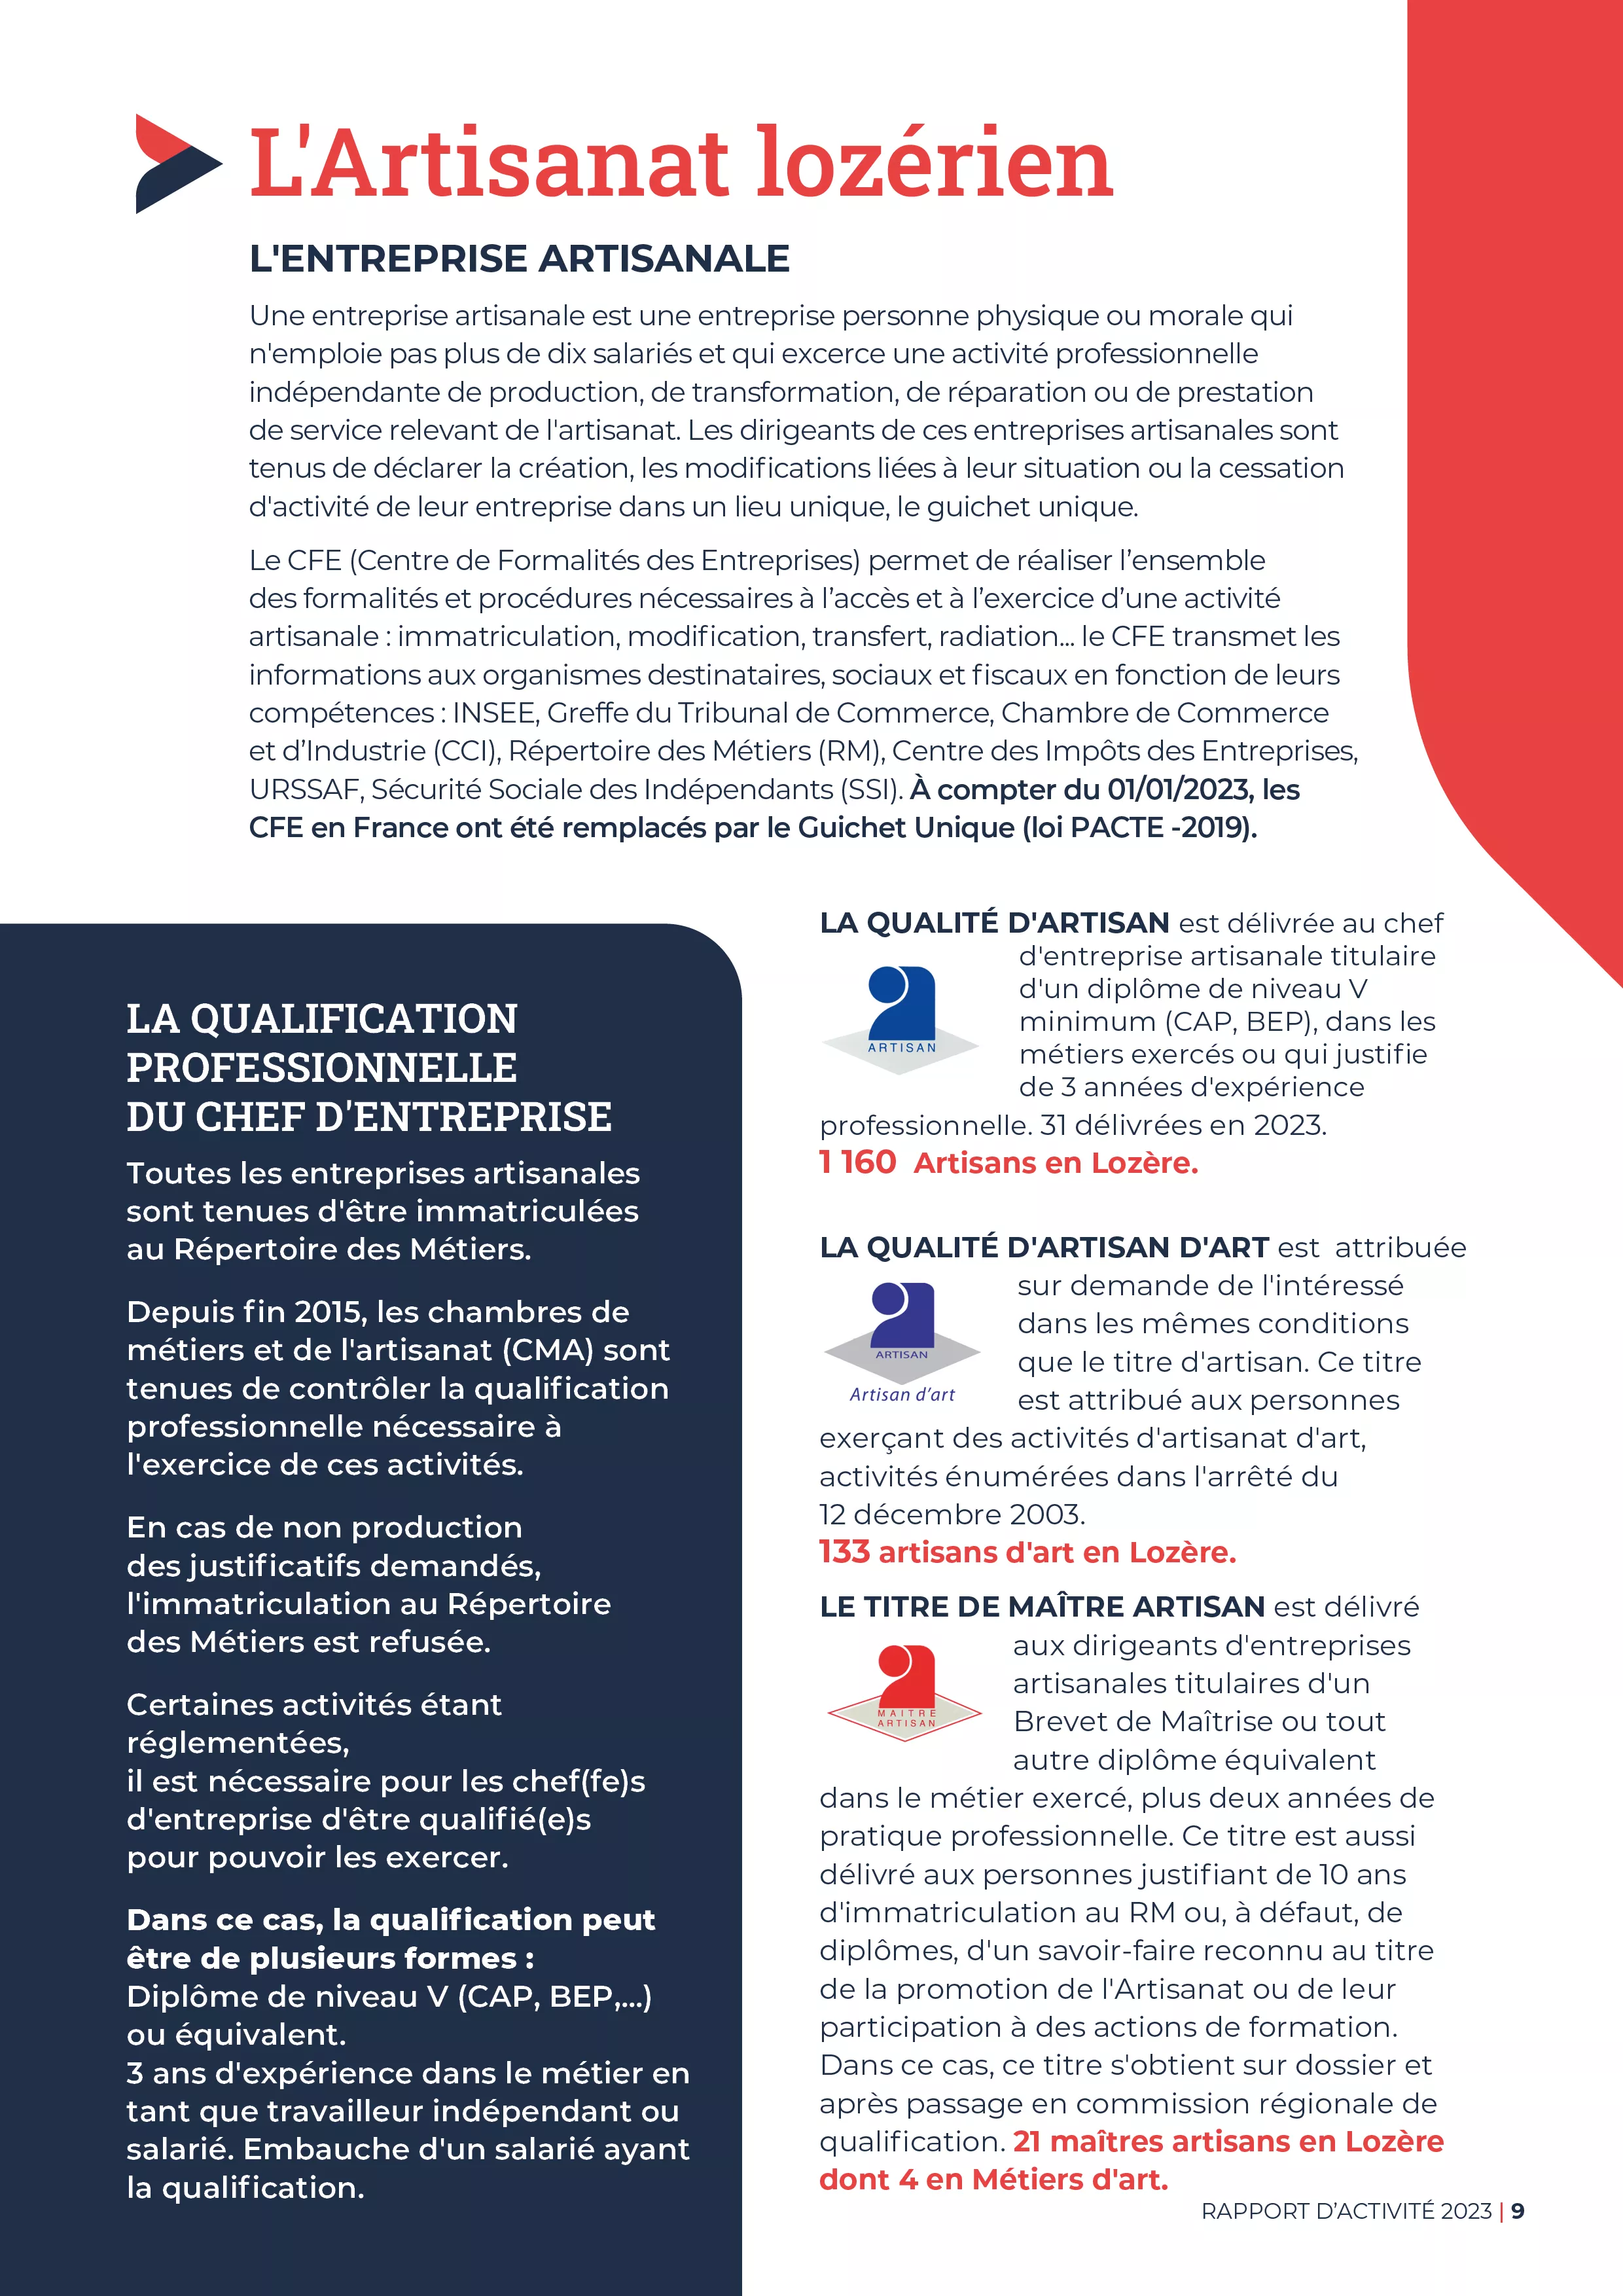 L'Artisanat lozérien
L'ENTREPRISE ARTISANALE
Une entreprise artisanale est une entreprise personne physique ou morale qui
n'emploie pas plus de dix salariés et qui excerce une activité professionnelle
indépendante de production, de transformation, de réparation ou de prestation
de service relevant de l'artisanat. Les dirigeants de ces entreprises artisanales sont
tenus de déclarer la création, les modifications liées à leur situation ou la cessation
d'activité de leur entreprise dans un lieu unique, le guichet unique.
Le CFE (Centre de Formalités des Entreprises) permet de réaliser l’ensemble
des formalités et procédures nécessaires à l’accès et à l’exercice d’une activité
artisanale : immatriculation, modification, transfert, radiation... le CFE transmet les
informations aux organismes destinataires, sociaux et fiscaux en fonction de leurs
compétences : INSEE, Greffe du Tribunal de Commerce, Chambre de Commerce
et d’Industrie (CCI), Répertoire des Métiers (RM), Centre des Impôts des Entreprises,
URSSAF, Sécurité Sociale des Indépendants (SSI). À compter du 01/01/2023, les
CFE en France ont été remplacés par le Guichet Unique (loi PACTE -2019).
LA QUALIFICATION
PROFESSIONNELLE
DU CHEF D'ENTREPRISE
Toutes les entreprises artisanales
sont tenues d'être immatriculées
au Répertoire des Métiers.
Depuis fin 2015, les chambres de
métiers et de l'artisanat (CMA) sont
tenues de contrôler la qualification
professionnelle nécessaire à
l'exercice de ces activités.
En cas de non production
des justificatifs demandés,
l'immatriculation au Répertoire
des Métiers est refusée.
Certaines activités étant
réglementées,
il est nécessaire pour les chef(fe)s
d'entreprise d'être qualifié(e)s
pour pouvoir les exercer.
Dans ce cas, la qualification peut
être de plusieurs formes :
Diplôme de niveau V (CAP, BEP,...)
ou équivalent.
3 ans d'expérience dans le métier en
tant que travailleur indépendant ou
salarié. Embauche d'un salarié ayant
la qualification.
LA QUALITÉ D'ARTISAN est délivrée au chef
d'entreprise artisanale titulaire
d'un diplôme de niveau V
minimum (CAP, BEP), dans les
métiers exercés ou qui justifie
de 3 années d'expérience
ARTISAN
professionnelle. 31 délivrées en 2023.
1 160 Artisans en Lozère.
LA QUALITÉ D'ARTISAN D'ART est attribuée
sur demande de l'intéressé
dans les mêmes conditions
que le titre d'artisan. Ce titre
est attribué aux personnes
ARTISAN
Artisan d’art
exerçant des activités d'artisanat d'art,
activités énumérées dans l'arrêté du
12 décembre 2003.
133 artisans d'art en Lozère.
LE TITRE DE MAÎTRE ARTISAN est délivré
aux dirigeants d'entreprises
artisanales titulaires d'un
Brevet de Maîtrise ou tout
autre diplôme équivalent
MAITRE
ARTISAN
dans le métier exercé, plus deux années de
pratique professionnelle. Ce titre est aussi
délivré aux personnes justifiant de 10 ans
d'immatriculation au RM ou, à défaut, de
diplômes, d'un savoir-faire reconnu au titre
de la promotion de l'Artisanat ou de leur
participation à des actions de formation.
Dans ce cas, ce titre s'obtient sur dossier et
après passage en commission régionale de
qualification. 21 maîtres artisans en Lozère
dont 4 en Métiers d'art.
RAPPORT D’ACTIVITÉ 2023 | 9